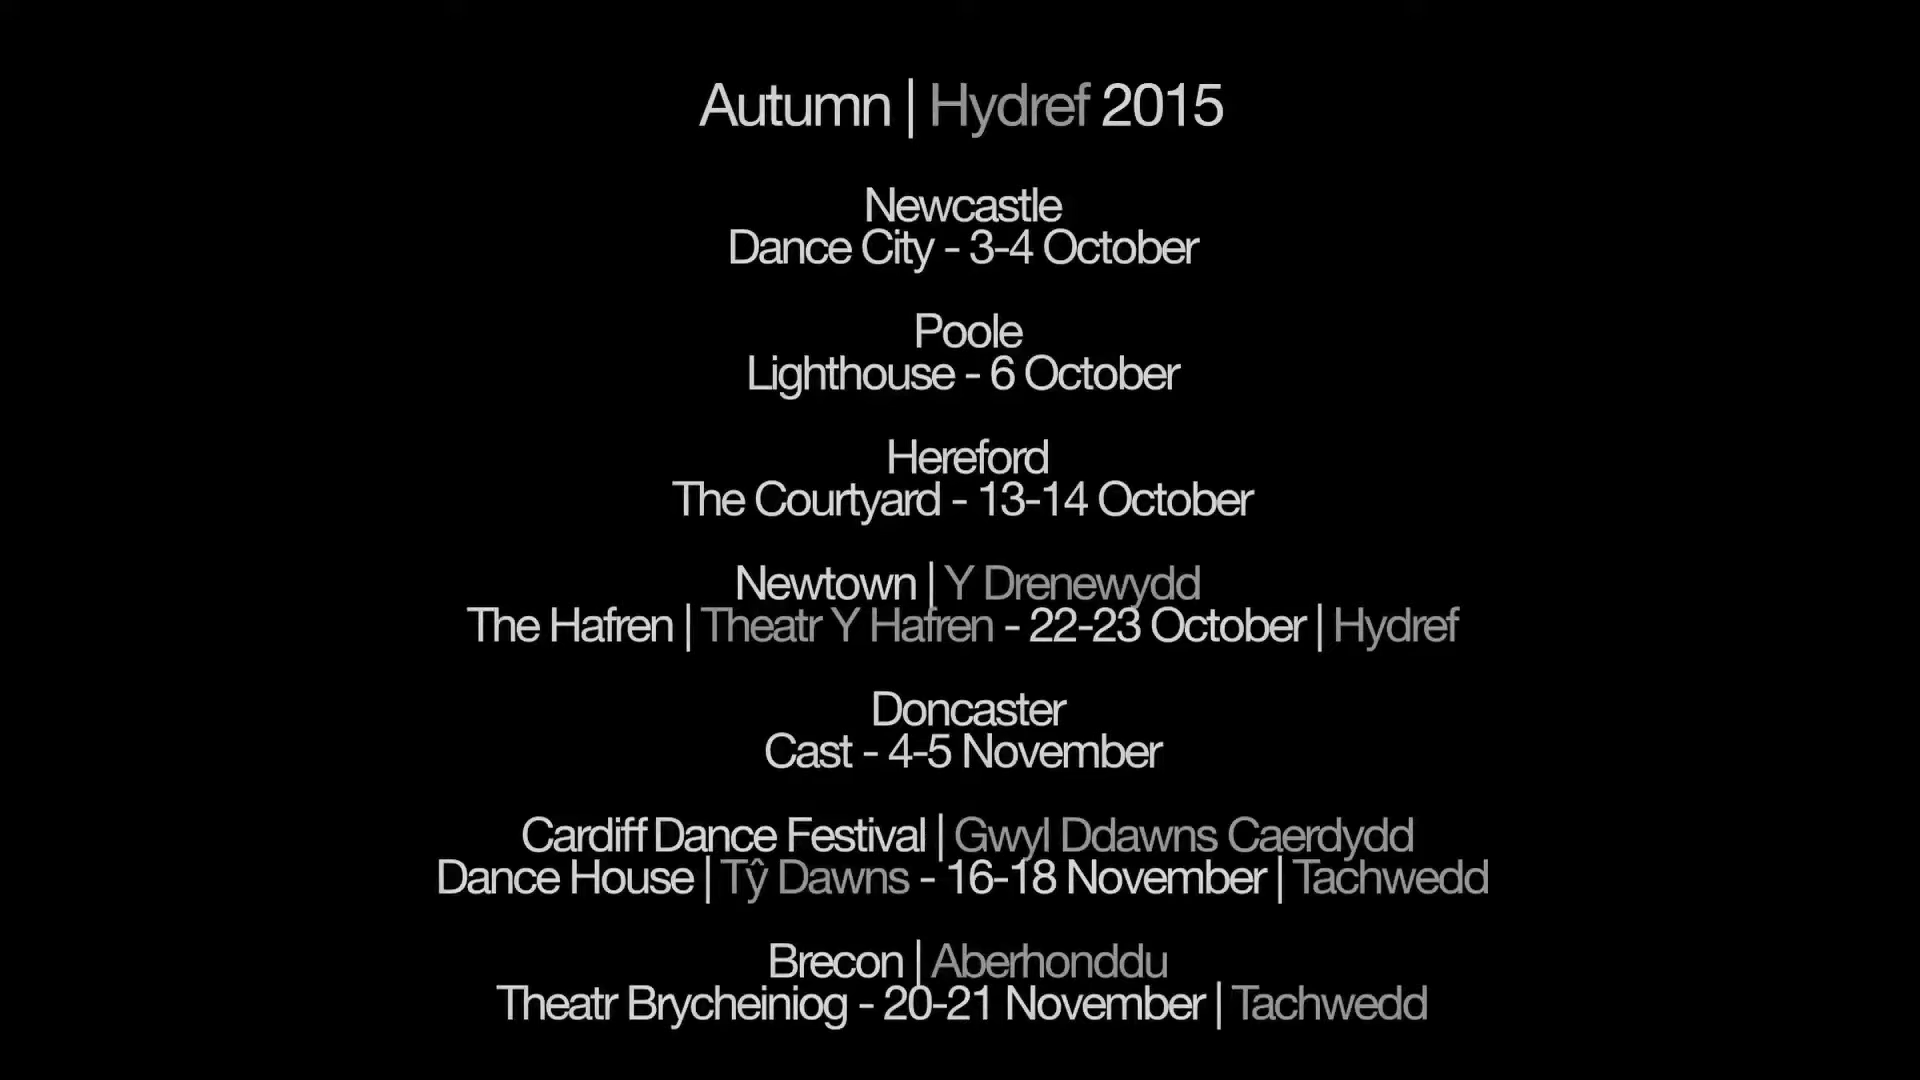 Autumn | Hydref 2015
Newcastle
Dance City - 3-4 October
Poole
Lighthouse - 6 October
Hereford
The Courtyard - 13-14 October
Newtown | Y Drenewydd
The Hafren | Theatr Y Hafren - 22-23 October | Hydref
Doncaster
Cast - 4-5 November
Cardiff Dance Festival | Gwyl Ddawns Caerdydd
Dance House | Tŷ Dawns - 16-18 November | Tachwedd
Brecon | Aberhonddu
Theatr Brycheiniog - 20-21 November | Tachwedd